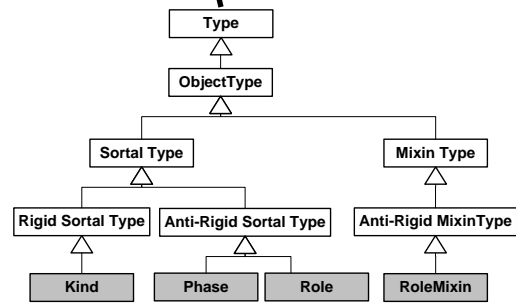 Type
ObjectType
Sortal Type
Mixin Type
Rigid Sortal Type
Anti-Rigid Sortal Type
Anti-Rigid MixinType
Kind
Phase
Role
RoleMixin